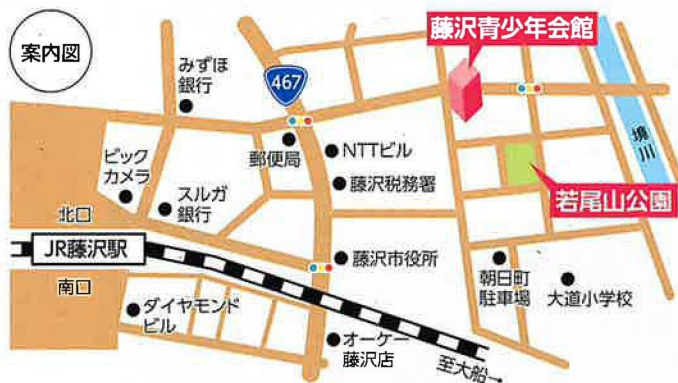 案内図
藤沢青少年会館
みずほ
銀行
467
郵便局
NTTビル
ビック
カメラ
スルガ
銀行
藤沢税務署
境川
若尾山公園
北口
JR藤沢駅
南口
藤沢市役所
朝日町
駐車場
大道小学校
ダイヤモンド
ビル
オーケー
藤沢店
至大船→